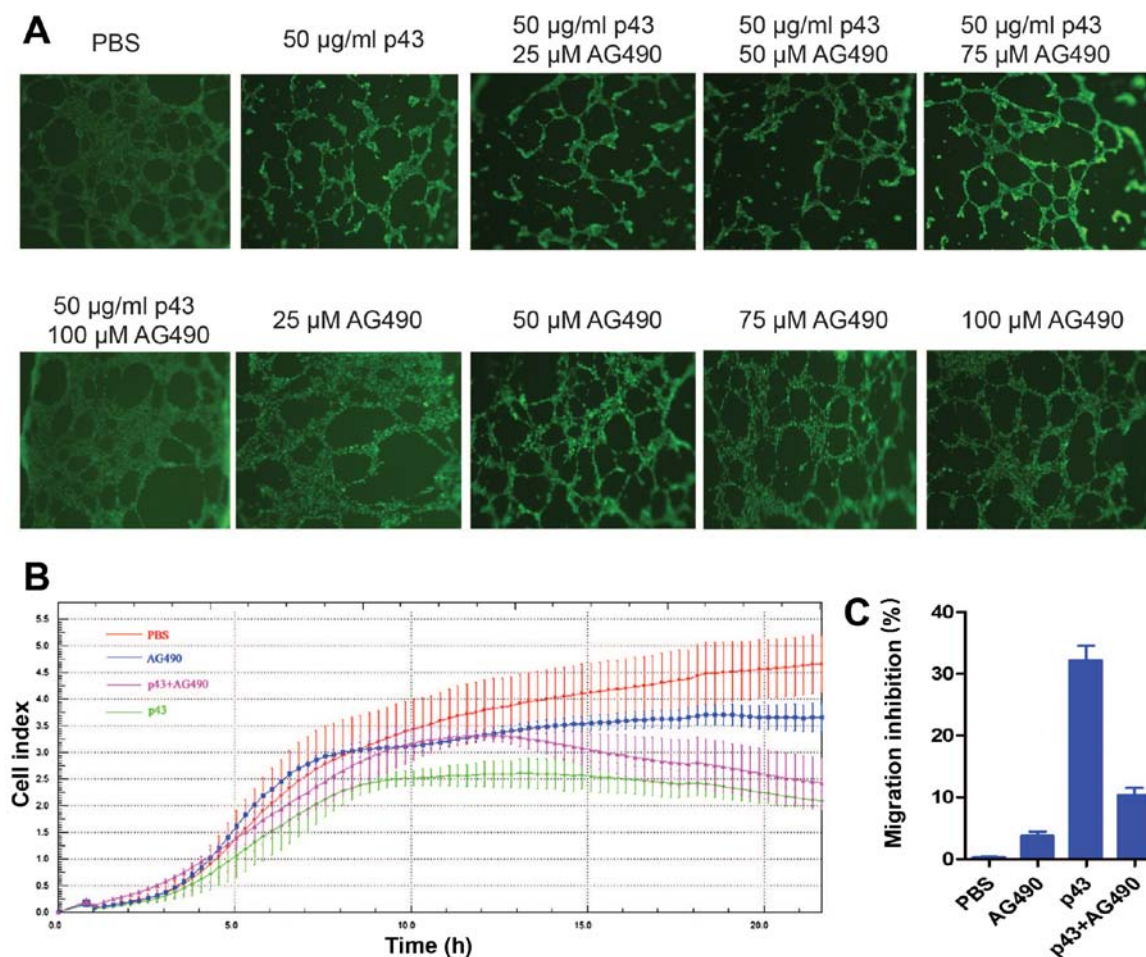 A
PBS
50 µg/ml p43
50 µg/ml p43
25 µM AG490
50 µg/ml p43
50 µM AG490
50 µg/ml p43
75 µM AG490
50 µg/ml p43
100 µM AG490
25 µM AG490
50 µM AG490
75 µM AG490
100 µM AG490
B
Cell index
5.5
5.0
4.5
4.0
3.5
3.0
2.5
2.0
1.5
1.0
0.5
0.0
PBS
AG490
p43+AG490
p43
0.0 5.0 10.0 15.0 20.0
Time (h)
C
Migration inhibition (%)
40
30
20
10
0
PBS
AG490
p43
p43+AG490